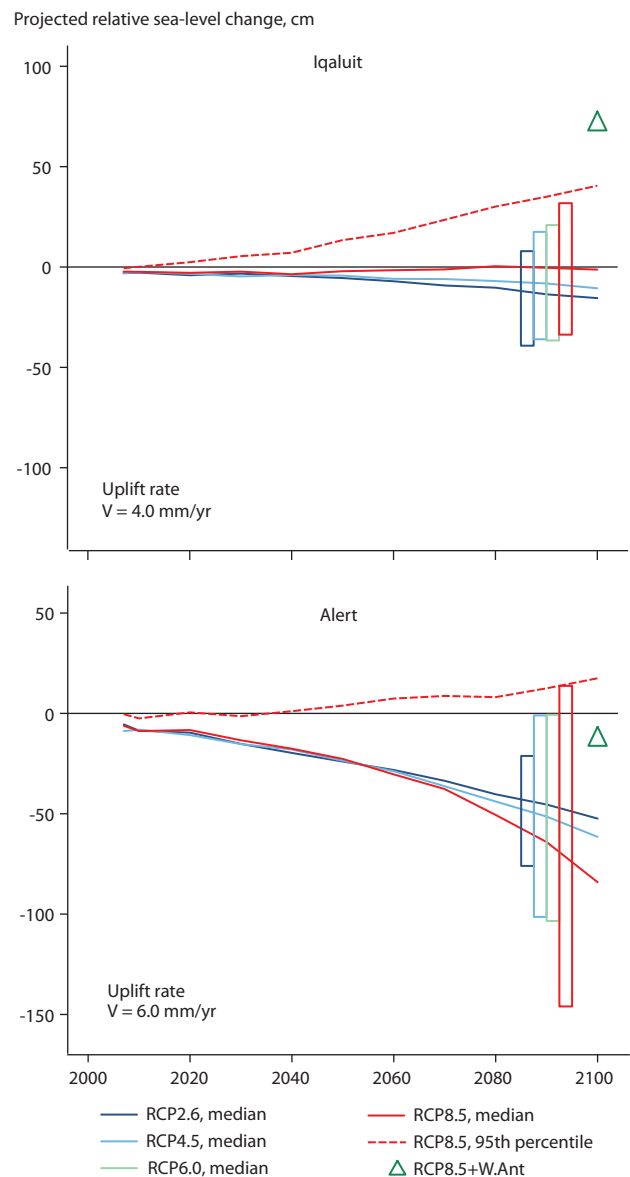 Projected relative sea-level change, cm
Iqaluit
100
50
0
-50
-100
Uplift rate
V = 4.0 mm/yr
Alert
50
0
-50
-100
-150
Uplift rate
V = 6.0 mm/yr
2000 2020 2040 2060 2080 2100
RCP2.6, median
RCP4.5, median
RCP6.0, median
RCP8.5, median
RCP8.5, 95th percentile
RCP8.5+W.Ant